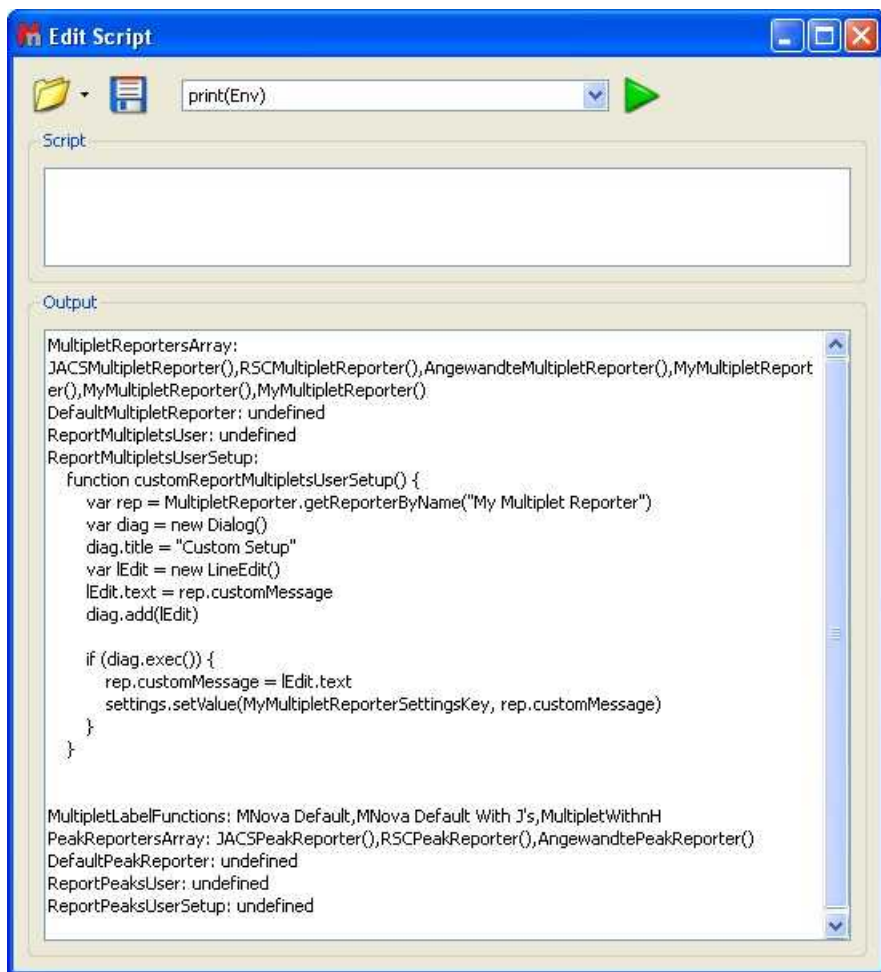 Edit Script
print(Env)
Script
Output
MultipletReportersArray:
JACSMultipletReporter(),RSCMultipletReporter(),AngewandteMultipletReporter(),MyMultipletReport
er(),MyMultipletReporter(),MyMultipletReporter()
DefaultMultipletReporter: undefined
ReportMultipletsUser: undefined
ReportMultipletsUserSetup:
function customReportMultipletsUserSetup() {
var rep = MultipletReporter.getReporterByName("My Multiplet Reporter")
var diag = new Dialog()
diag.title = "Custom Setup"
var lEdit = new LineEdit()
lEdit.text = rep.customMessage
diag.add(lEdit)
if (diag.exec()) {
rep.customMessage = lEdit.text
settings.setValue(MyMultipletReporterSettingsKey, rep.customMessage)
}
}
MultipletLabelFunctions: MNova Default,MNova Default With J's,MultipletWithnH
PeakReportersArray: JACSPeakReporter(),RSCPeakReporter(),AngewandtePeakReporter()
DefaultPeakReporter: undefined
ReportPeaksUser: undefined
ReportPeaksUserSetup: undefined